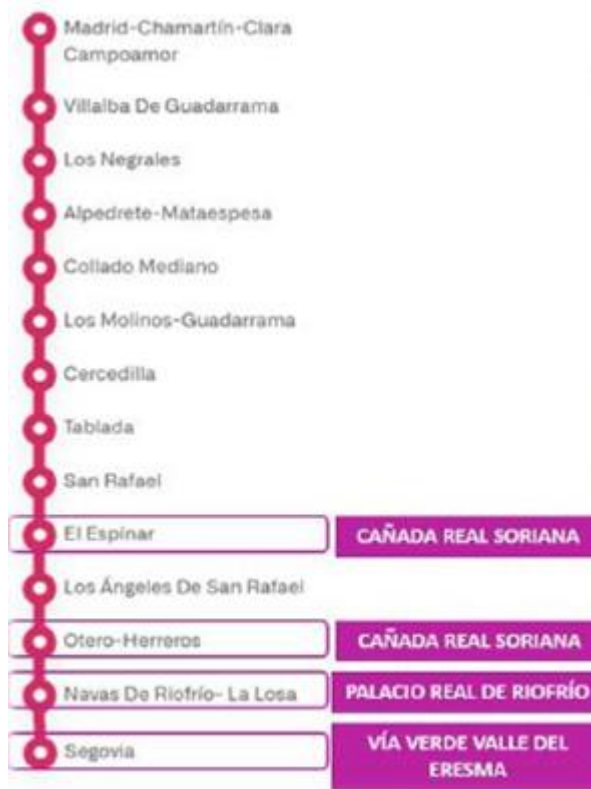 Madrid-Chamartín-Clara
Campoamor
Villalba De Guadarrama
Los Negrales
Alpedrete-Mataespesa
Collado Mediano
Los Molinos-Guadarrama
Cercedilla
Tablada
San Rafael
El Espinar
CAÑADA REAL SORIANA
Los Ángeles De San Rafael
Otero-Herreros
CAÑADA REAL SORIANA
Navas De Riofrío- La Losa
PALACIO REAL DE RIOFRÍO
Segovia
VÍA VERDE VALLE DEL
ERESMA